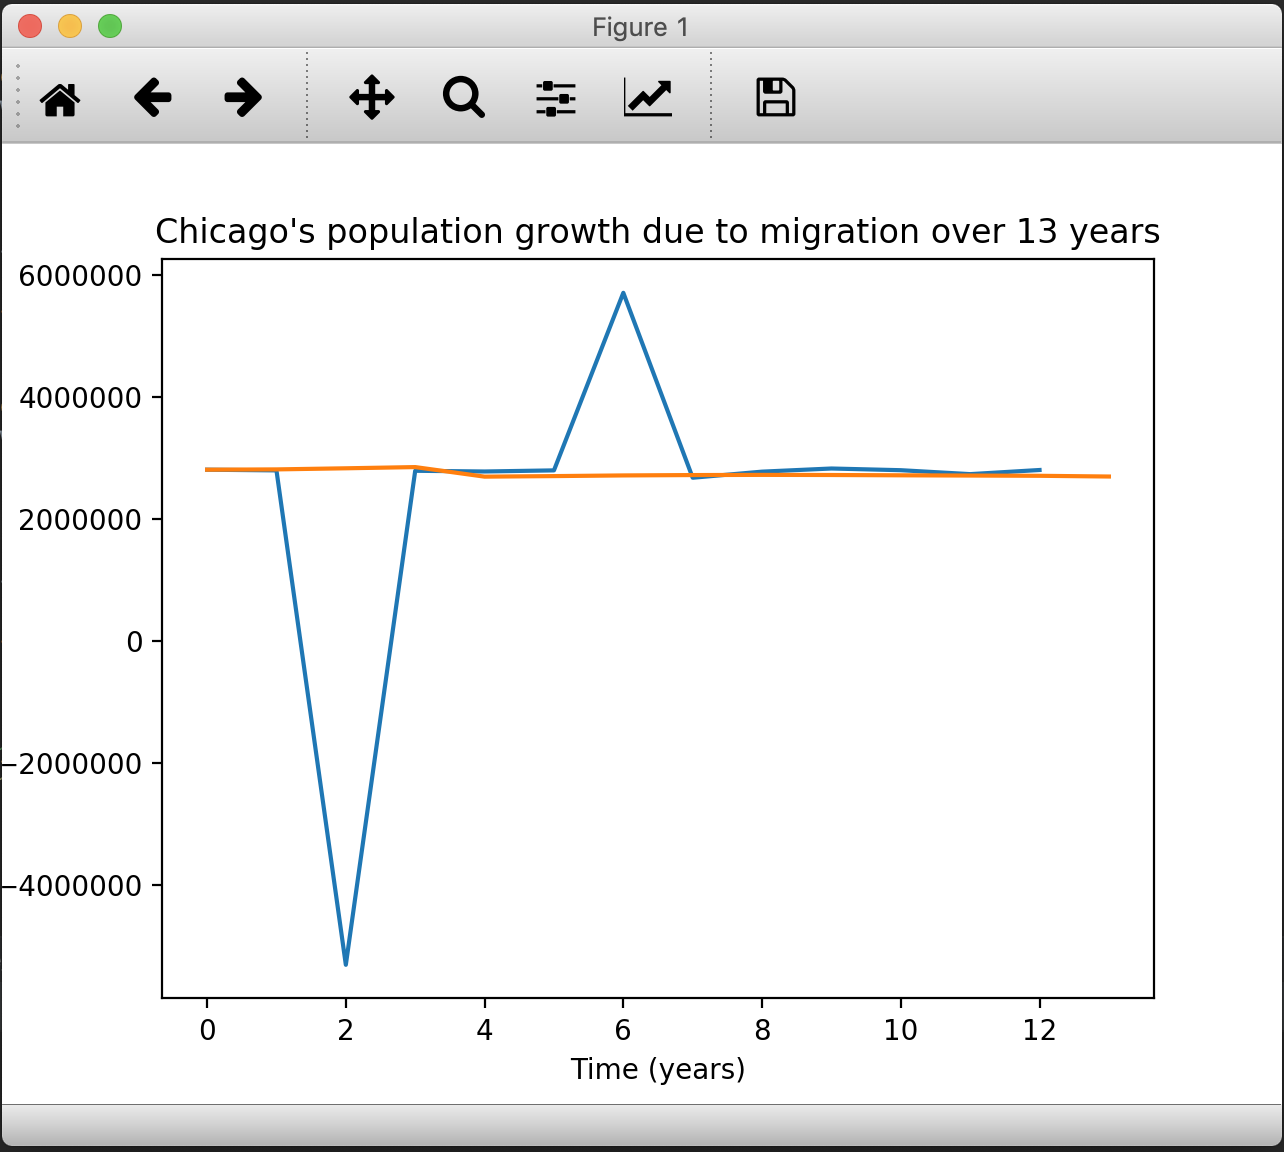 Figure 1
Chicago's population growth due to migration over 13 years
6000000
4000000
2000000
0
−2000000
−4000000
0 2 4 6 8 10 12
Time (years)